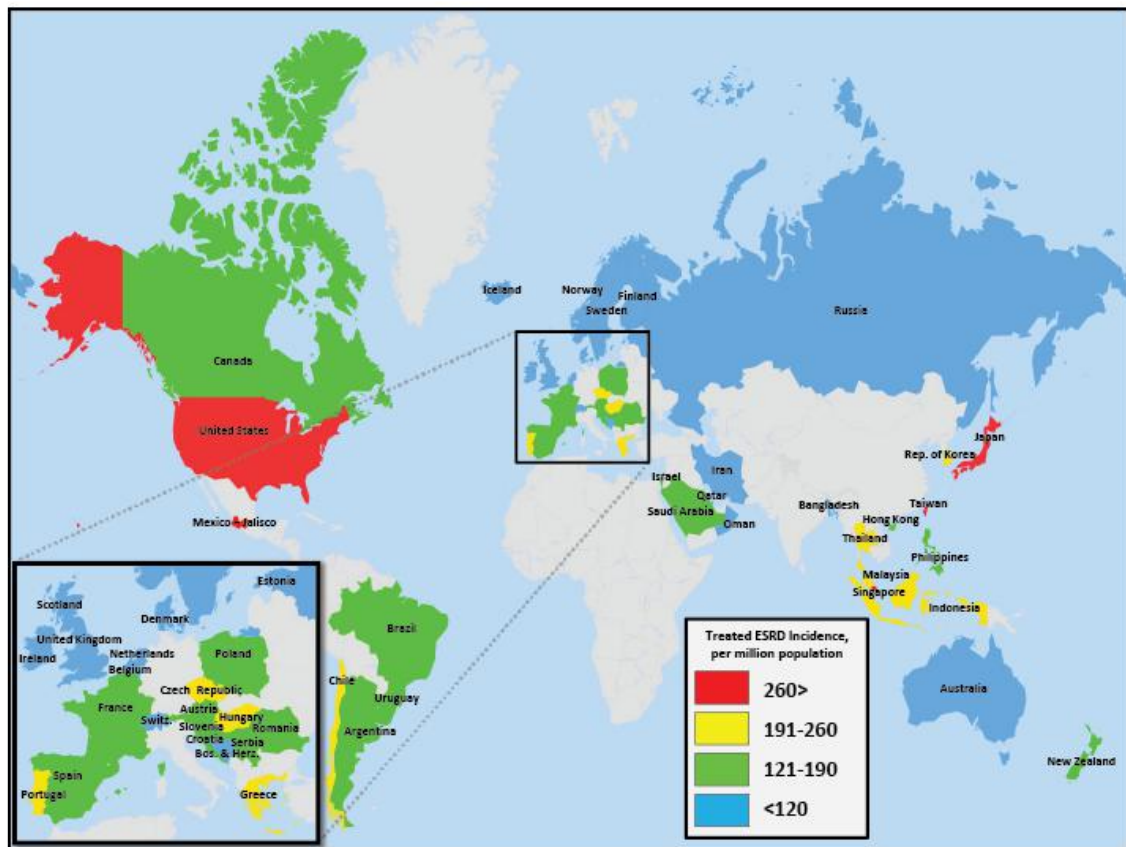 Iceland
Norway
Finland
Sweden
Russia
Canada
United States
Mexico - Jalisco
Japan
Rep. of Korea
Israel
Iran
Qatar
Saudi Arabia
Oman
Bangladesh
Taiwan
Hong Kong
Thailand
Philippines
Malaysia
Singapore
Indonesia
Australia
New Zealand
Brazil
Chile
Uruguay
Argentina
Estonia
Scotland
Denmark
United Kingdom
Ireland
Netherlands
Belgium
Poland
Czech Republic
France
Austria
Switz.
Hungary
Slovenia
Romania
Croatia
Serbia
Bos. & Herz.
Spain
Portugal
Greece
Treated ESRD Incidence,
per million population
260>
191-260
121-190
<120